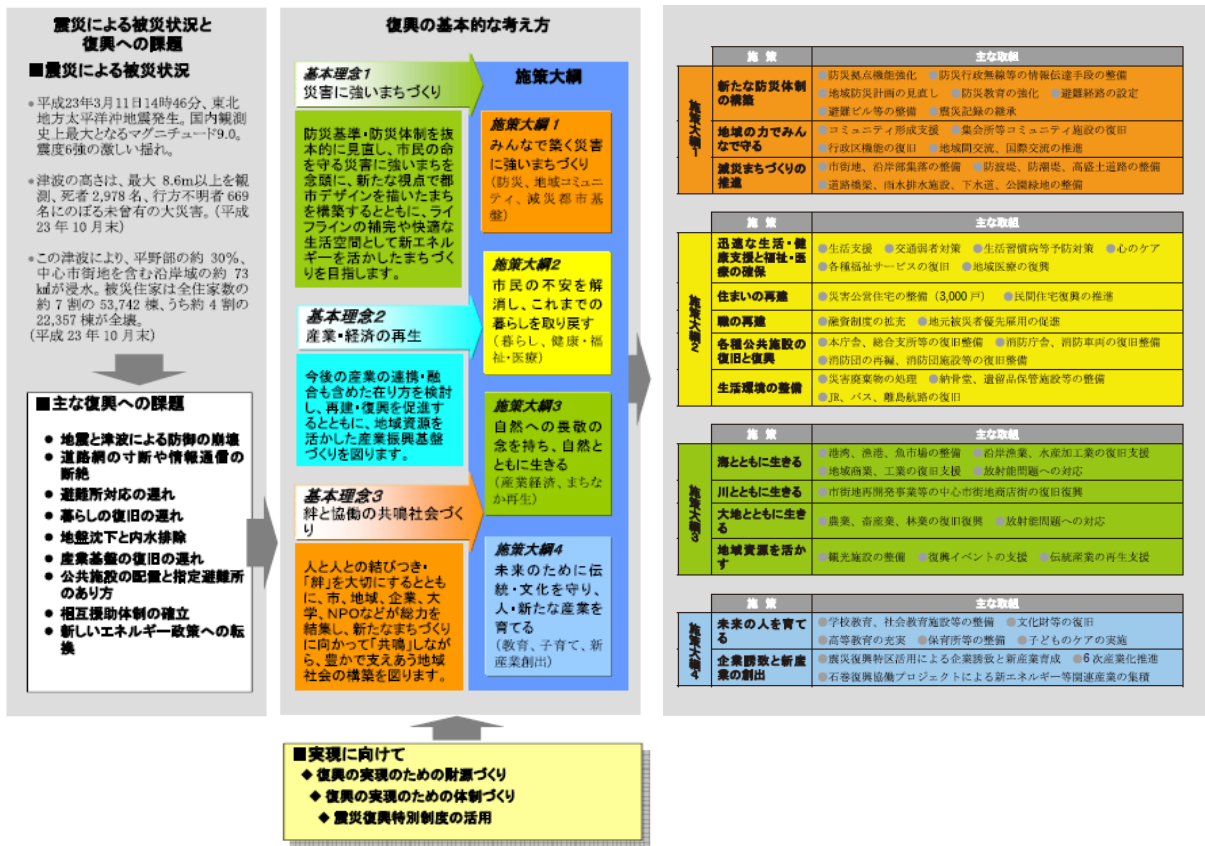 震災による被災状況と
復興への課題
■震災による被災状況
•平成23年3月11日14時46分、東北
地方太平洋沖地震発生。国内観測
史上最大となるマグニチュード9.0。
震度6強の激しい揺れ。
•津波の高さは、最大 8.6m以上を観
測、死者 2,978 名、行方不明者 669
名にのぼる未曾有の大災害。(平成
23 年 10 月末)
•この津波により、平野部の約 30%、
中心市街地を含む沿岸域の約 73
㎢が浸水。被災住家は全住家数の
約 7 割の 53,742 棟、うち約 4 割の
22,357 棟が全壊。
(平成 23 年 10 月末)
■主な復興への課題
● 地震と津波による防御の崩壊
● 道路網の寸断や情報通信の
断絶
● 避難所対応の遅れ
● 暮らしの復旧の遅れ
● 地盤沈下と内水排除
● 産業基盤の復旧の遅れ
● 公共施設の配置と指定避難所
のあり方
● 相互援助体制の確立
● 新しいエネルギー政策への転
換
復興の基本的な考え方
基本理念1
災害に強いまちづくり
防災基準・防災体制を抜
本的に見直し、市民の命
を守る災害に強いまちを
念頭に、新たな視点で都
市デザインを描いたまち
を構築するとともに、ライ
フラインの補完や快適な
生活空間として新エネル
ギーを活かしたまちづく
りを目指します。
基本理念2
産業・経済の再生
今後の産業の連携・融
合も含めた在り方を検討
し、再建・復興を促進す
るとともに、地域資源を
活かした産業振興基盤
づくりを図ります。
基本理念3
絆と協働の共鳴社会づく
り
人と人との結びつき・
「絆」を大切にするととも
に、市、地域、企業、大
学、NPOなどが総力を
結集し、新たなまちづくり
に向かって「共鳴」しなが
ら、豊かで支えあう地域
社会の構築を図ります。
施策大綱
施策大綱 1
みんなで築く災害
に強いまちづくり
(防災、地域コミュニ
ティ、減災都市基
盤)
施策大綱2
市民の不安を解
消し、これまでの
暮らしを取り戻す
(暮らし、健康・福
祉・医療)
施策大綱3
自然への畏敬の
念を持ち、自然と
ともに生きる
(産業経済、まちな
か再生)
施策大綱4
未来のために伝
統・文化を守り、
人・新たな産業を
育てる
(教育、子育て、新
産業創出)
■実現に向けて
◆ 復興の実現のための財源づくり
◆ 復興の実現のための体制づくり
◆ 震災復興特別制度の活用
施策 主な取組
施策大綱1
新たな防災体制
の構築
●防災拠点機能強化 ●防災行政無線等の情報伝達手段の整備
●地域防災計画の見直し ●防災教育の強化 ●避難経路の設定
●避難ビル等の整備 ●震災記録の継承
地域の力でみん
なで守る
●コミュニティ形成支援 ●集会所等コミュニティ施設の復旧
●行政区機能の復旧 ●地域間交流、国際交流の推進
減災まちづくりの
推進
●市街地、沿岸部集落の整備 ●防波堤、防潮堤、高盛土道路の整備
●道路橋梁、雨水排水施設、下水道、公園緑地の整備
施策 主な取組
施策大綱2
迅速な生活・健
康支援と福祉・医
療の確保
●生活支援 ●交通弱者対策 ●生活習慣病等予防対策 ●心のケア
●各種福祉サービスの復旧 ●地域医療の復興
住まいの再建
●災害公営住宅の整備(3,000戸) ●民間住宅復興の推進
職の再建
●融資制度の拡充 ●地元被災者優先雇用の促進
各種公共施設の
復旧と復興
●本庁舎、総合支所等の復旧整備 ●消防庁舎、消防車両の復旧整備
●消防団の再編、消防団施設等の復旧整備
生活環境の整備
●災害廃棄物の処理 ●納骨堂、遺留品保管施設等の整備
●JR、バス、離島航路の復旧
施策 主な取組
施策大綱3
海とともに生きる
●港湾、漁港、魚市場の整備 ●沿岸漁業、水産加工業の復旧支援
●地域商業、工業の復旧支援 ●放射能問題への対応
川とともに生きる
●市街地再開発事業等の中心市街地商店街の復旧復興
大地とともに生き
る
●農業、畜産業、林業の復旧復興 ●放射能問題への対応
地域資源を活か
す
●観光施設の整備 ●復興イベントの支援 ●伝統産業の再生支援
施策 主な取組
施策大綱4
未来の人を育て
る
●学校教育、社会教育施設等の整備 ●文化財等の復旧
●高等教育の充実 ●保育所等の整備 ●子どものケアの実施
企業誘致と新産
業の創出
●震災復興特区活用による企業誘致と新産業育成 ●6次産業化推進
●石巻復興協働プロジェクトによる新エネルギー等関連産業の集積